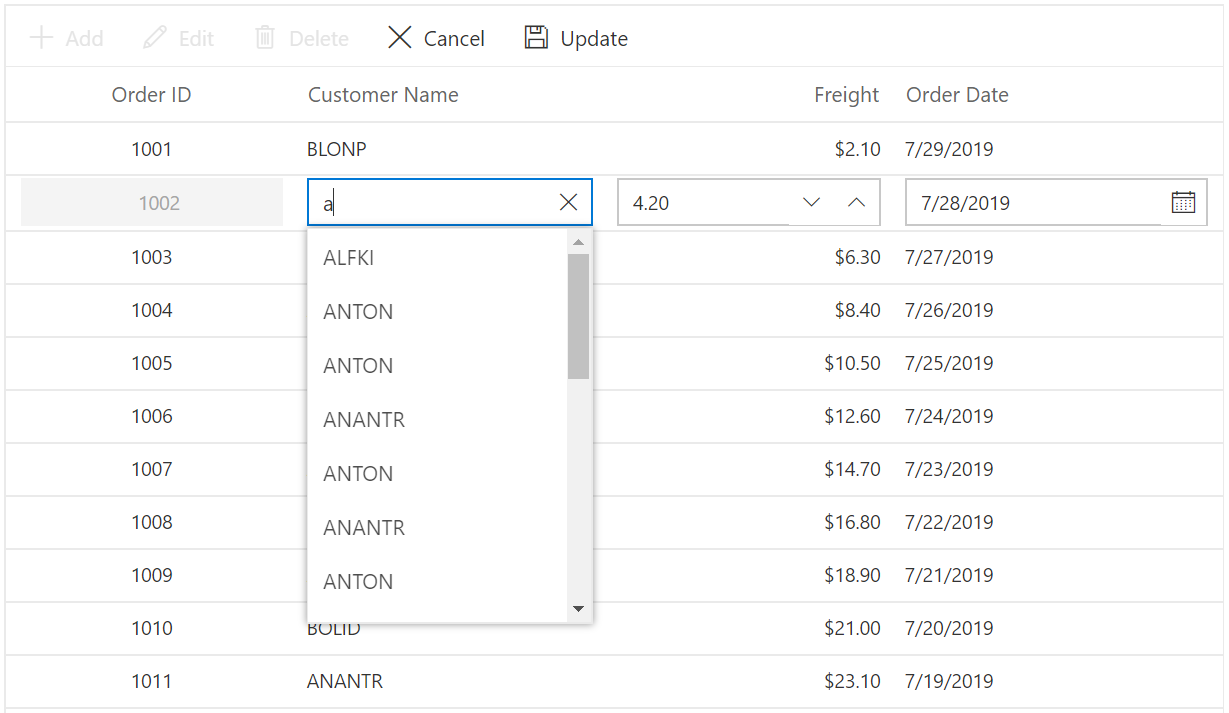 Add Edit Delete Cancel Update
Order ID Customer Name Freight Order Date
1001 BLONP $2.10 7/29/2019
1002 a 4.20 7/28/2019
1003 ALFKI $6.30 7/27/2019
1004 ANTON $8.40 7/26/2019
1005 ANTON $10.50 7/25/2019
1006 ANANTR $12.60 7/24/2019
1007 ANTON $14.70 7/23/2019
1008 ANANTR $16.80 7/22/2019
1009 ANTON $18.90 7/21/2019
1010 BOLID $21.00 7/20/2019
1011 ANANTR $23.10 7/19/2019